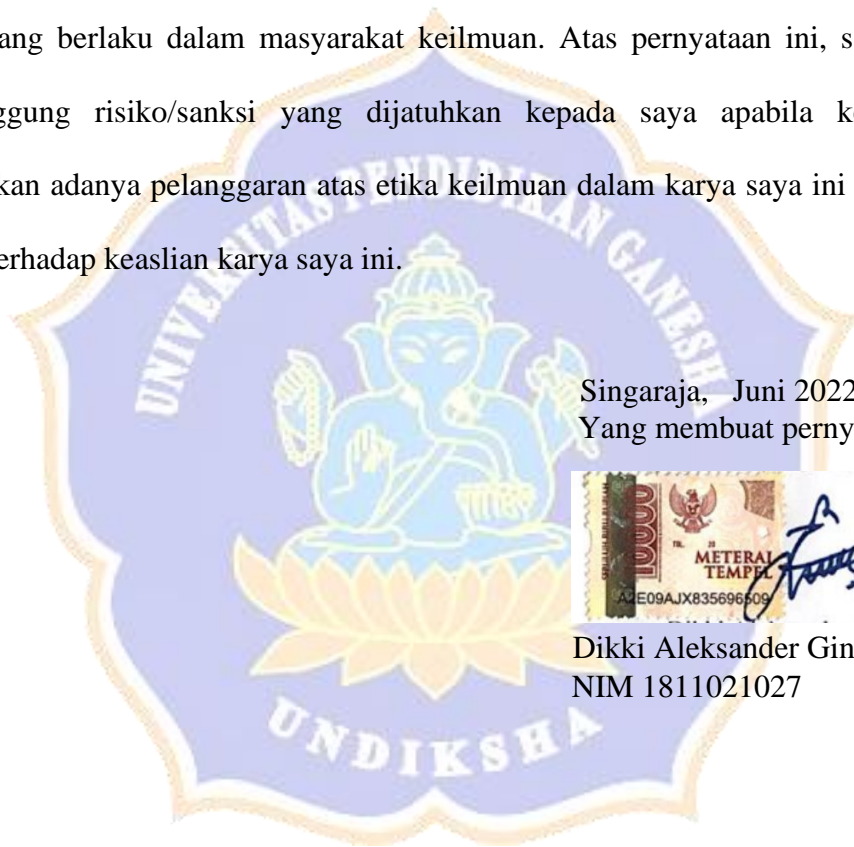 ang berlaku dalam masyarakat keilmuan. Atas pernyataan ini, s
ggung risiko/sanksi yang dijatuhkan kepada saya apabila k
kan adanya pelanggaran atas etika keilmuan dalam karya saya ini
erhadap keaslian karya saya ini.
UNIVERSITAS PENDIDIKAN GANESHA
Singaraja, Juni 2022
Yang membuat perny
10000
METERAI
TEMPEL
A2E09AJX835696509
Dikki Aleksander Gin
NIM 1811021027
UNDIKSHA